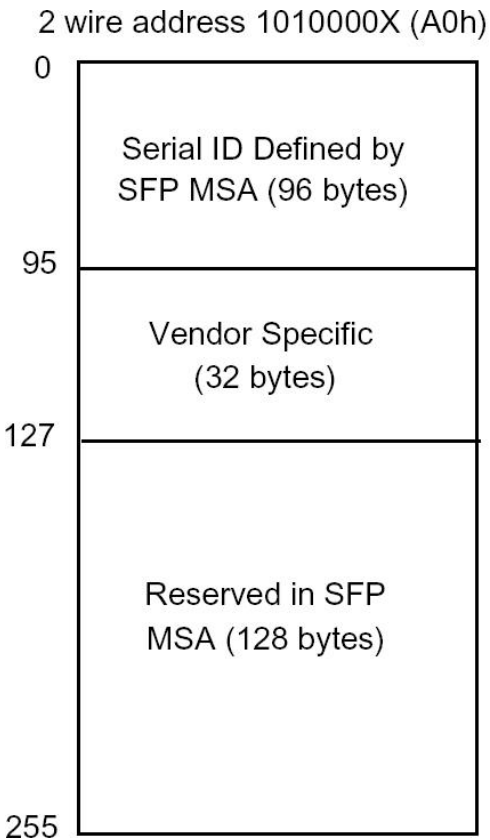 2 wire address 1010000X (A0h)
0
Serial ID Defined by
SFP MSA (96 bytes)
95
Vendor Specific
(32 bytes)
127
Reserved in SFP
MSA (128 bytes)
255